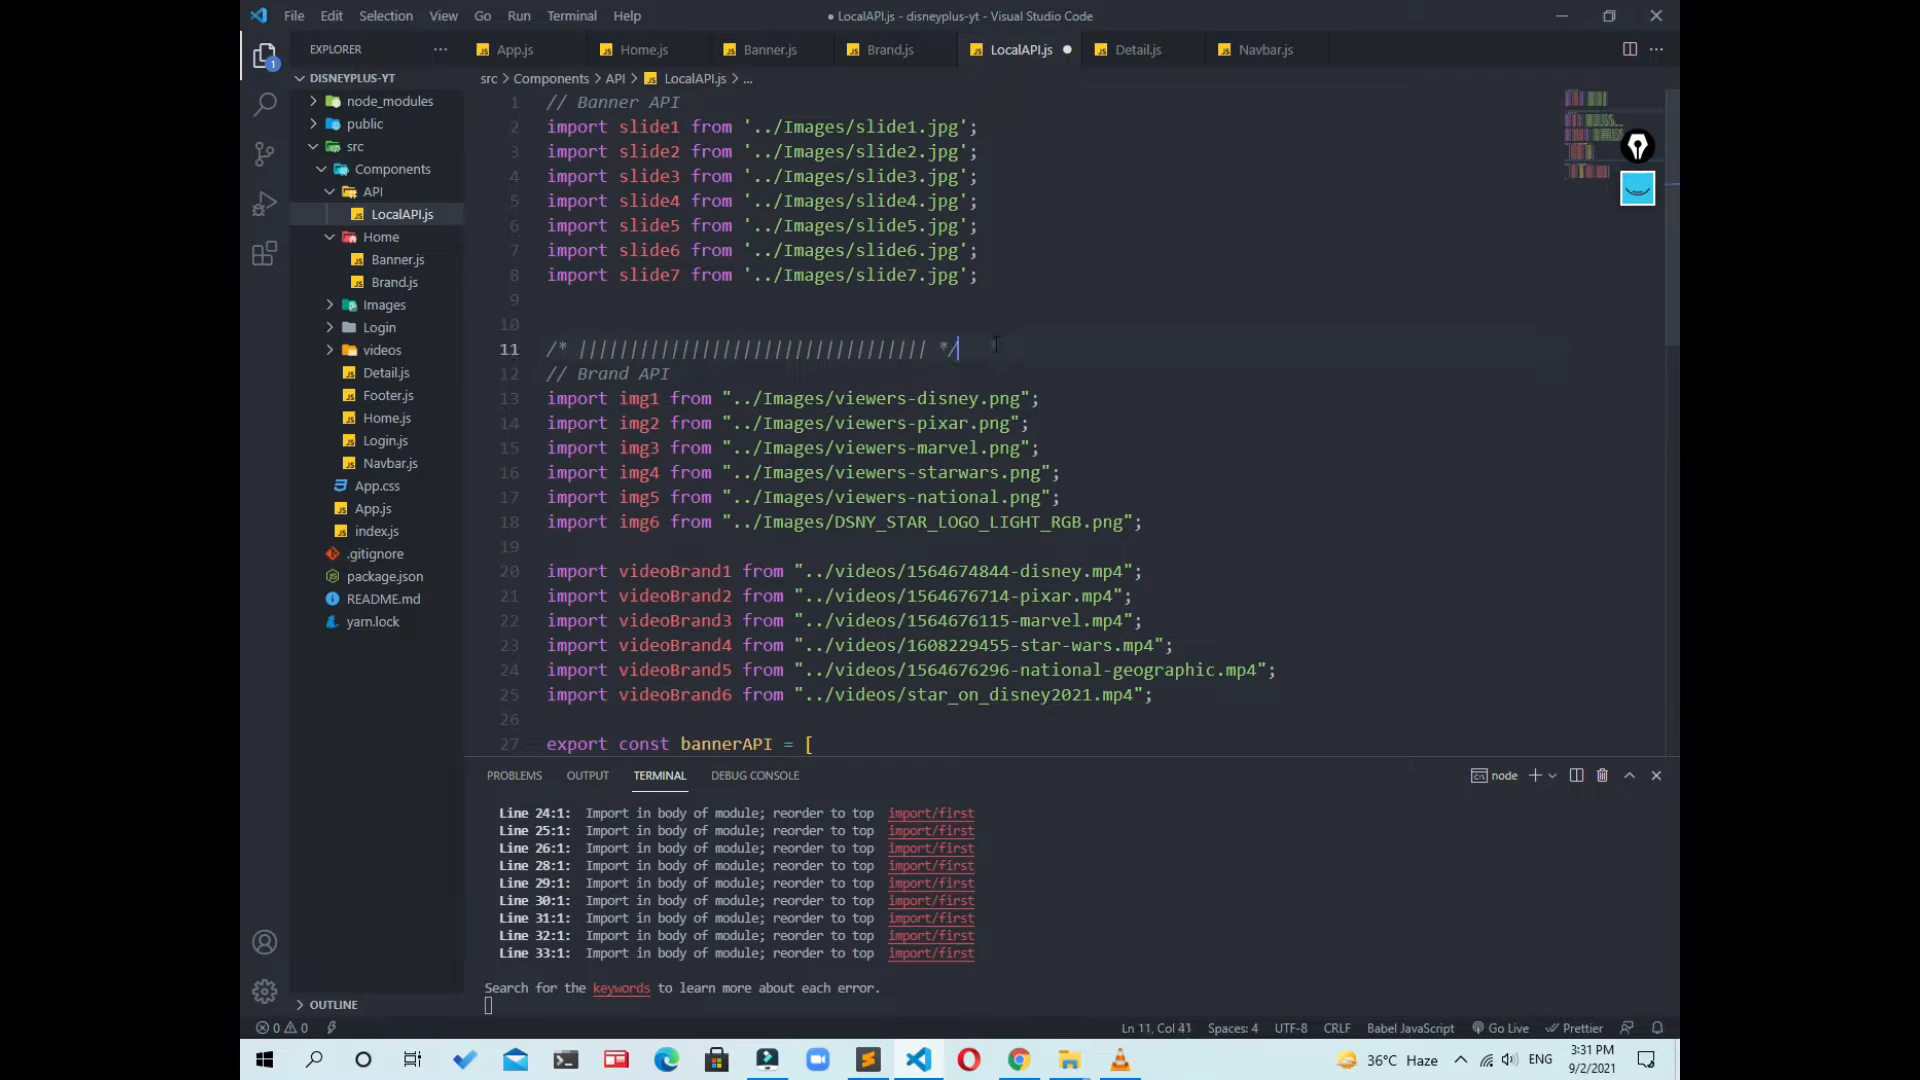 File Edit Selection View Go Run Terminal Help
● LocalAPI.js - disneyplus-yt - Visual Studio Code
EXPLORER
App.js Home.js Banner.js Brand.js LocalAPI.js Detail.js Navbar.js
DISNEYPLUS-YT
node_modules
public
src
Components
API
LocalAPI.js
Home
Banner.js
Brand.js
Images
Login
videos
Detail.js
Footer.js
Home.js
Login.js
Navbar.js
App.css
App.js
index.js
.gitignore
package.json
README.md
yarn.lock
OUTLINE
src > Components > API > LocalAPI.js > ...
1 // Banner API
2 import slide1 from '../Images/slide1.jpg';
3 import slide2 from '../Images/slide2.jpg';
4 import slide3 from '../Images/slide3.jpg';
5 import slide4 from '../Images/slide4.jpg';
6 import slide5 from '../Images/slide5.jpg';
7 import slide6 from '../Images/slide6.jpg';
8 import slide7 from '../Images/slide7.jpg';
9
10
11 /* |||||||||||||||||||||||||||||||||| */
12 // Brand API
13 import img1 from "../Images/viewers-disney.png";
14 import img2 from "../Images/viewers-pixar.png";
15 import img3 from "../Images/viewers-marvel.png";
16 import img4 from "../Images/viewers-starwars.png";
17 import img5 from "../Images/viewers-national.png";
18 import img6 from "../Images/DSNY_STAR_LOGO_LIGHT_RGB.png";
19
20 import videoBrand1 from "../videos/1564674844-disney.mp4";
21 import videoBrand2 from "../videos/1564676714-pixar.mp4";
22 import videoBrand3 from "../videos/1564676115-marvel.mp4";
23 import videoBrand4 from "../videos/1608229455-star-wars.mp4";
24 import videoBrand5 from "../videos/1564676296-national-geographic.mp4";
25 import videoBrand6 from "../videos/star_on_disney2021.mp4";
26
27 export const bannerAPI = [
PROBLEMS OUTPUT TERMINAL DEBUG CONSOLE
node
Line 24:1: Import in body of module; reorder to top import/first
Line 25:1: Import in body of module; reorder to top import/first
Line 26:1: Import in body of module; reorder to top import/first
Line 28:1: Import in body of module; reorder to top import/first
Line 29:1: Import in body of module; reorder to top import/first
Line 30:1: Import in body of module; reorder to top import/first
Line 31:1: Import in body of module; reorder to top import/first
Line 32:1: Import in body of module; reorder to top import/first
Line 33:1: Import in body of module; reorder to top import/first
Search for the keywords to learn more about each error.
0 0 Ln 11, Col 41 Spaces: 4 UTF-8 CRLF Babel JavaScript Go Live Prettier
36°C Haze ENG 3:31 PM
9/2/2021